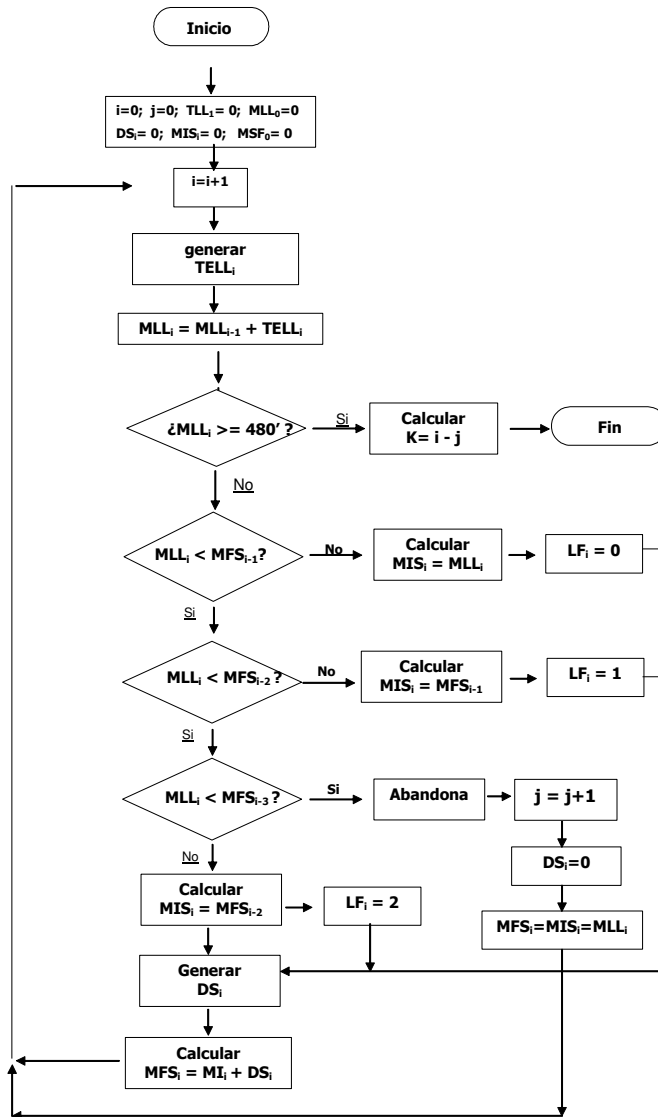 Inicio
i=0; j=0; TLL₁= 0; MLL₀=0
DSᵢ= 0; MISᵢ= 0; MSF₀= 0
i=i+1
generar
TELLᵢ
MLLᵢ = MLLᵢ₋₁ + TELLᵢ
¿MLLᵢ >= 480’ ?
Si
Calcular
K= i - j
Fin
No
MLLᵢ < MFSᵢ₋₁?
No
Calcular
MISᵢ = MLLᵢ
LFᵢ = 0
Si
MLLᵢ < MFSᵢ₋₂?
No
Calcular
MISᵢ = MFSᵢ₋₁
LFᵢ = 1
Si
MLLᵢ < MFSᵢ₋₃?
Si
Abandona
j = j+1
No
DSᵢ=0
Calcular
MISᵢ = MFSᵢ₋₂
LFᵢ = 2
MFSᵢ=MISᵢ=MLLᵢ
Generar
DSᵢ
Calcular
MFSᵢ = MIᵢ + DSᵢ